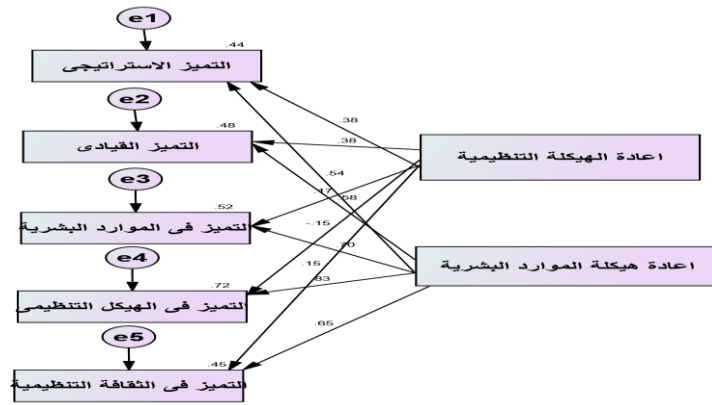 e1
.44
التميز الاستراتيجى
e2
.48
التميز القيادى
e3
.52
التميز فى الموارد البشرية
e4
.72
التميز فى الهيكل التنظيمى
e5
.45
التميز فى الثقافة التنظيمية
.38
.38
.54
.17
.58
-.15
.70
.15
.83
.65
اعادة الهيكلة التنظيمية
اعادة هيكلة الموارد البشرية